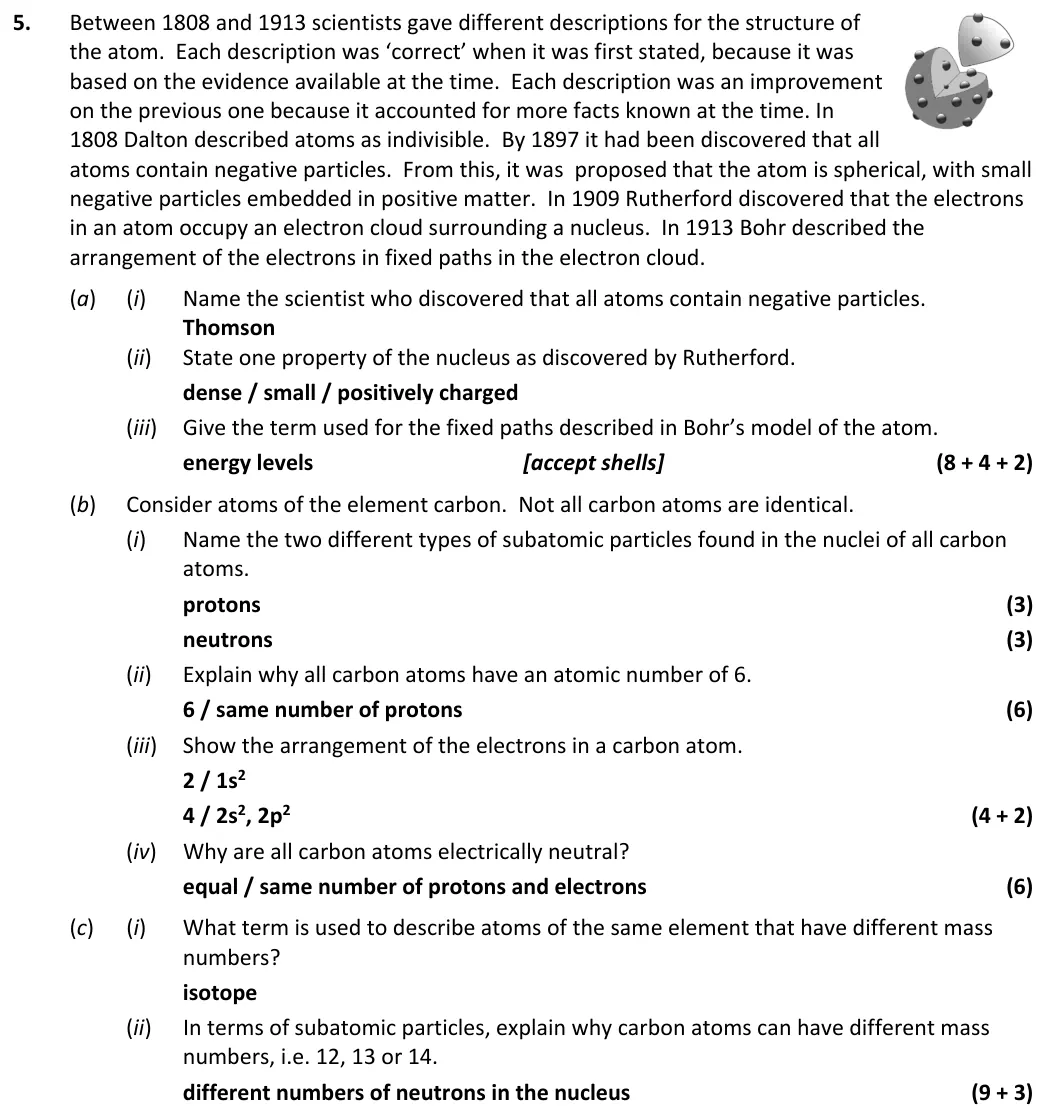 5. Between 1808 and 1913 scientists gave different descriptions for the structure of
the atom. Each description was ‘correct’ when it was first stated, because it was
based on the evidence available at the time. Each description was an improvement
on the previous one because it accounted for more facts known at the time. In
1808 Dalton described atoms as indivisible. By 1897 it had been discovered that all
atoms contain negative particles. From this, it was proposed that the atom is spherical, with small
negative particles embedded in positive matter. In 1909 Rutherford discovered that the electrons
in an atom occupy an electron cloud surrounding a nucleus. In 1913 Bohr described the
arrangement of the electrons in fixed paths in the electron cloud.
(a) (i) Name the scientist who discovered that all atoms contain negative particles.
Thomson
(ii) State one property of the nucleus as discovered by Rutherford.
dense / small / positively charged
(iii) Give the term used for the fixed paths described in Bohr’s model of the atom.
energy levels [accept shells] (8 + 4 + 2)
(b) Consider atoms of the element carbon. Not all carbon atoms are identical.
(i) Name the two different types of subatomic particles found in the nuclei of all carbon
atoms.
protons (3)
neutrons (3)
(ii) Explain why all carbon atoms have an atomic number of 6.
6 / same number of protons (6)
(iii) Show the arrangement of the electrons in a carbon atom.
2 / 1s²
4 / 2s², 2p² (4 + 2)
(iv) Why are all carbon atoms electrically neutral?
equal / same number of protons and electrons (6)
(c) (i) What term is used to describe atoms of the same element that have different mass
numbers?
isotope
(ii) In terms of subatomic particles, explain why carbon atoms can have different mass
numbers, i.e. 12, 13 or 14.
different numbers of neutrons in the nucleus (9 + 3)